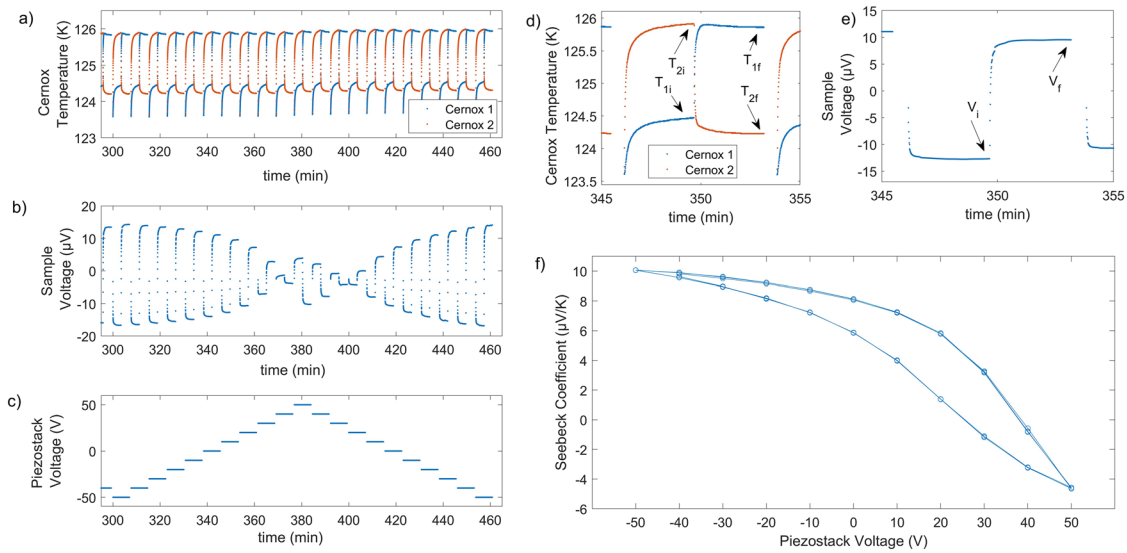 a)
Cernox
Temperature (K)
126
125
124
123
Cernox 1
Cernox 2
300 320 340 360 380 400 420 440 460
time (min)
b)
Sample
Voltage (µV)
20
10
0
-10
-20
300 320 340 360 380 400 420 440 460
time (min)
c)
Piezostack
Voltage (V)
50
0
-50
300 320 340 360 380 400 420 440 460
time (min)
d)
Cernox Temperature (K)
126
125.5
125
124.5
124
123.5
T2i
T1f
T1i
T2f
Cernox 1
Cernox 2
345 350 355
time (min)
e)
Sample
Voltage (µV)
15
10
5
0
-5
-10
-15
Vi
Vf
345 350 355
time (min)
f)
Seebeck Coefficient (µV/K)
10
8
6
4
2
0
-2
-4
-6
-50 -40 -30 -20 -10 0 10 20 30 40 50
Piezostack Voltage (V)